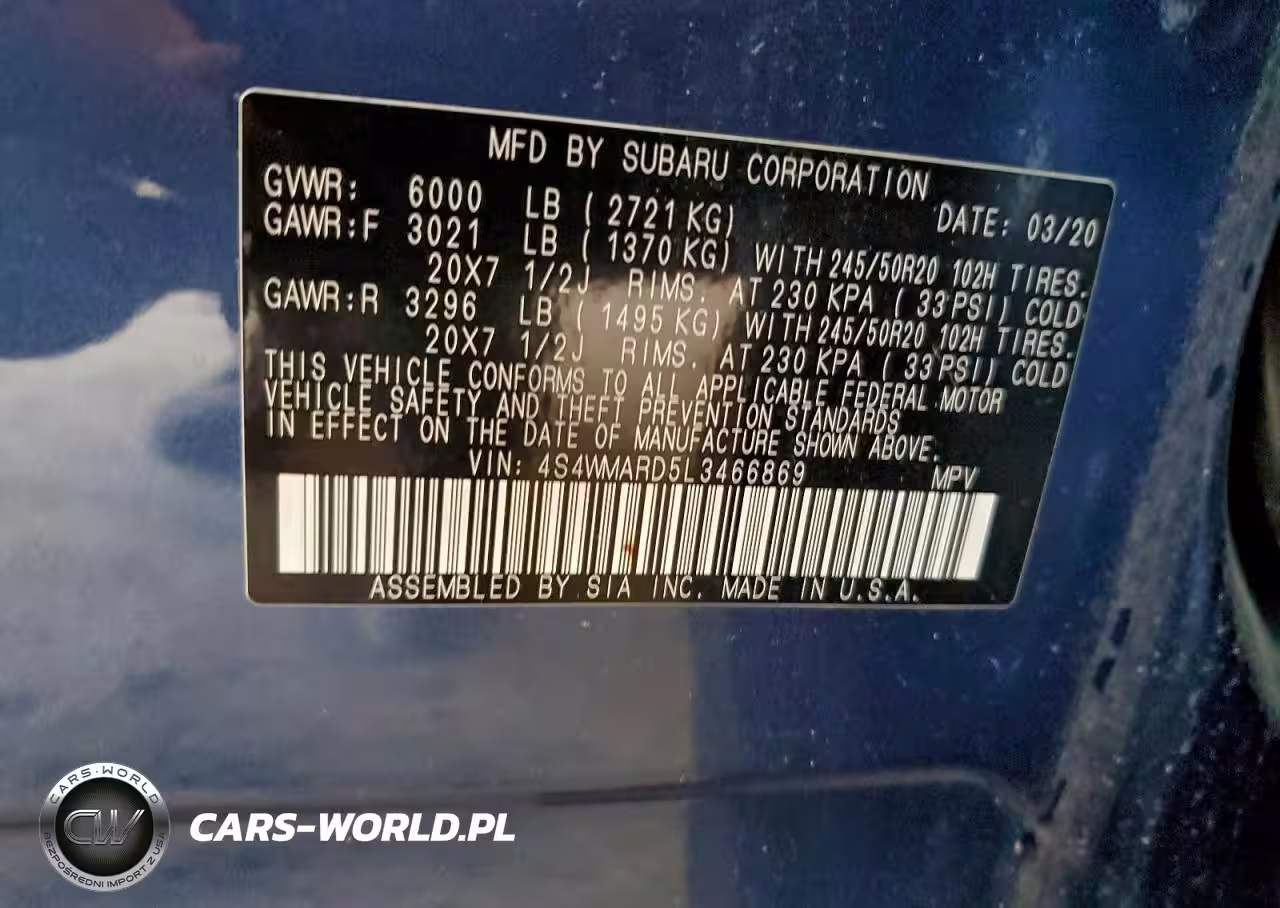 MFD BY SUBARU CORPORATION
GVWR: 6000 LB ( 2721 KG) DATE: 03/20
GAWR:F 3021 LB ( 1370 KG) WITH 245/50R20 102H TIRES.
20X7 1/2J RIMS. AT 230 KPA ( 33 PSI) COLD
GAWR:R 3296 LB ( 1495 KG) WITH 245/50R20 102H TIRES.
20X7 1/2J RIMS. AT 230 KPA ( 33 PSI) COLD
THIS VEHICLE CONFORMS TO ALL APPLICABLE FEDERAL MOTOR
VEHICLE SAFETY AND THEFT PREVENTION STANDARDS
IN EFFECT ON THE DATE OF MANUFACTURE SHOWN ABOVE.
VIN: 4S4WMARD5L3466869 MPV
ASSEMBLED BY SIA INC. MADE IN U.S.A.
CARS-WORLD
CW
BEZPOŚREDNI IMPORT Z USA
CARS-WORLD.PL